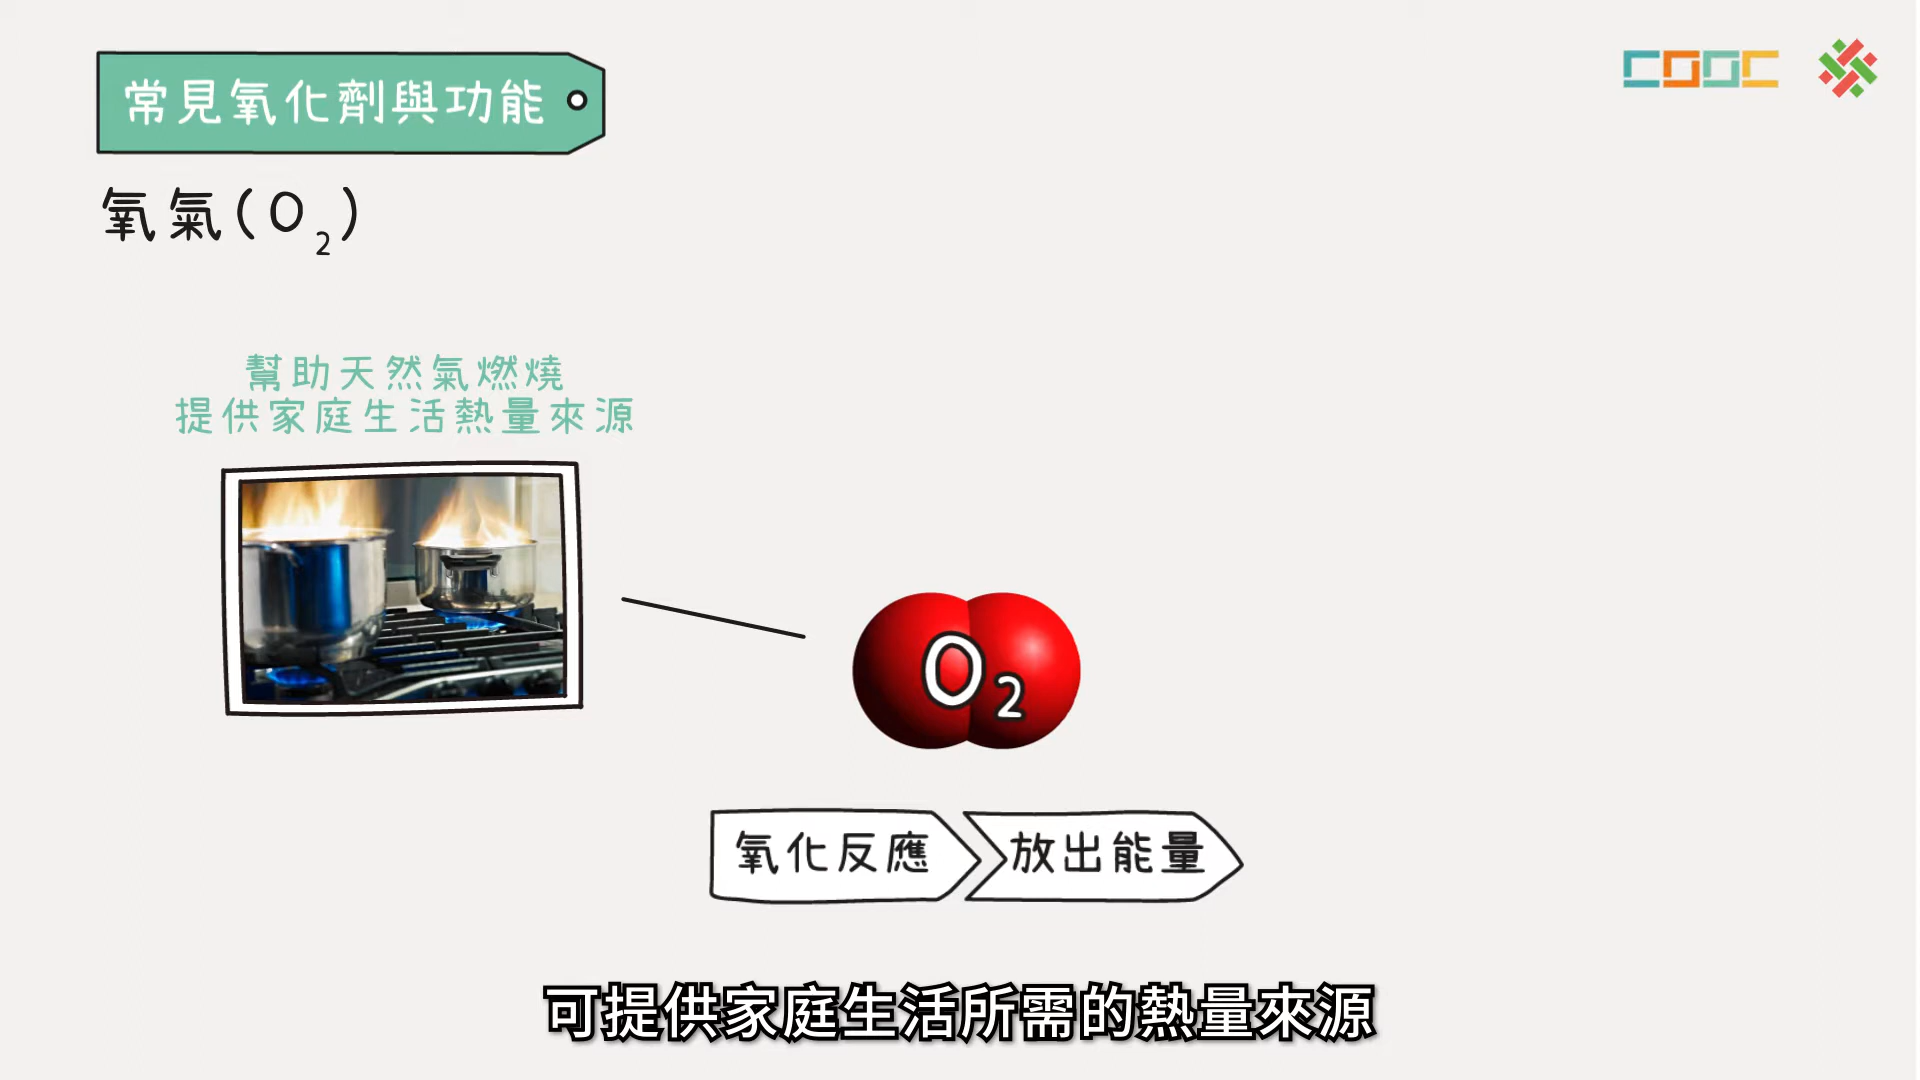 常見氧化劑與功能
COOC
氧氣(O₂)
幫助天然氣燃燒
提供家庭生活熱量來源
O₂
氧化反應
放出能量
可提供家庭生活所需的熱量來源